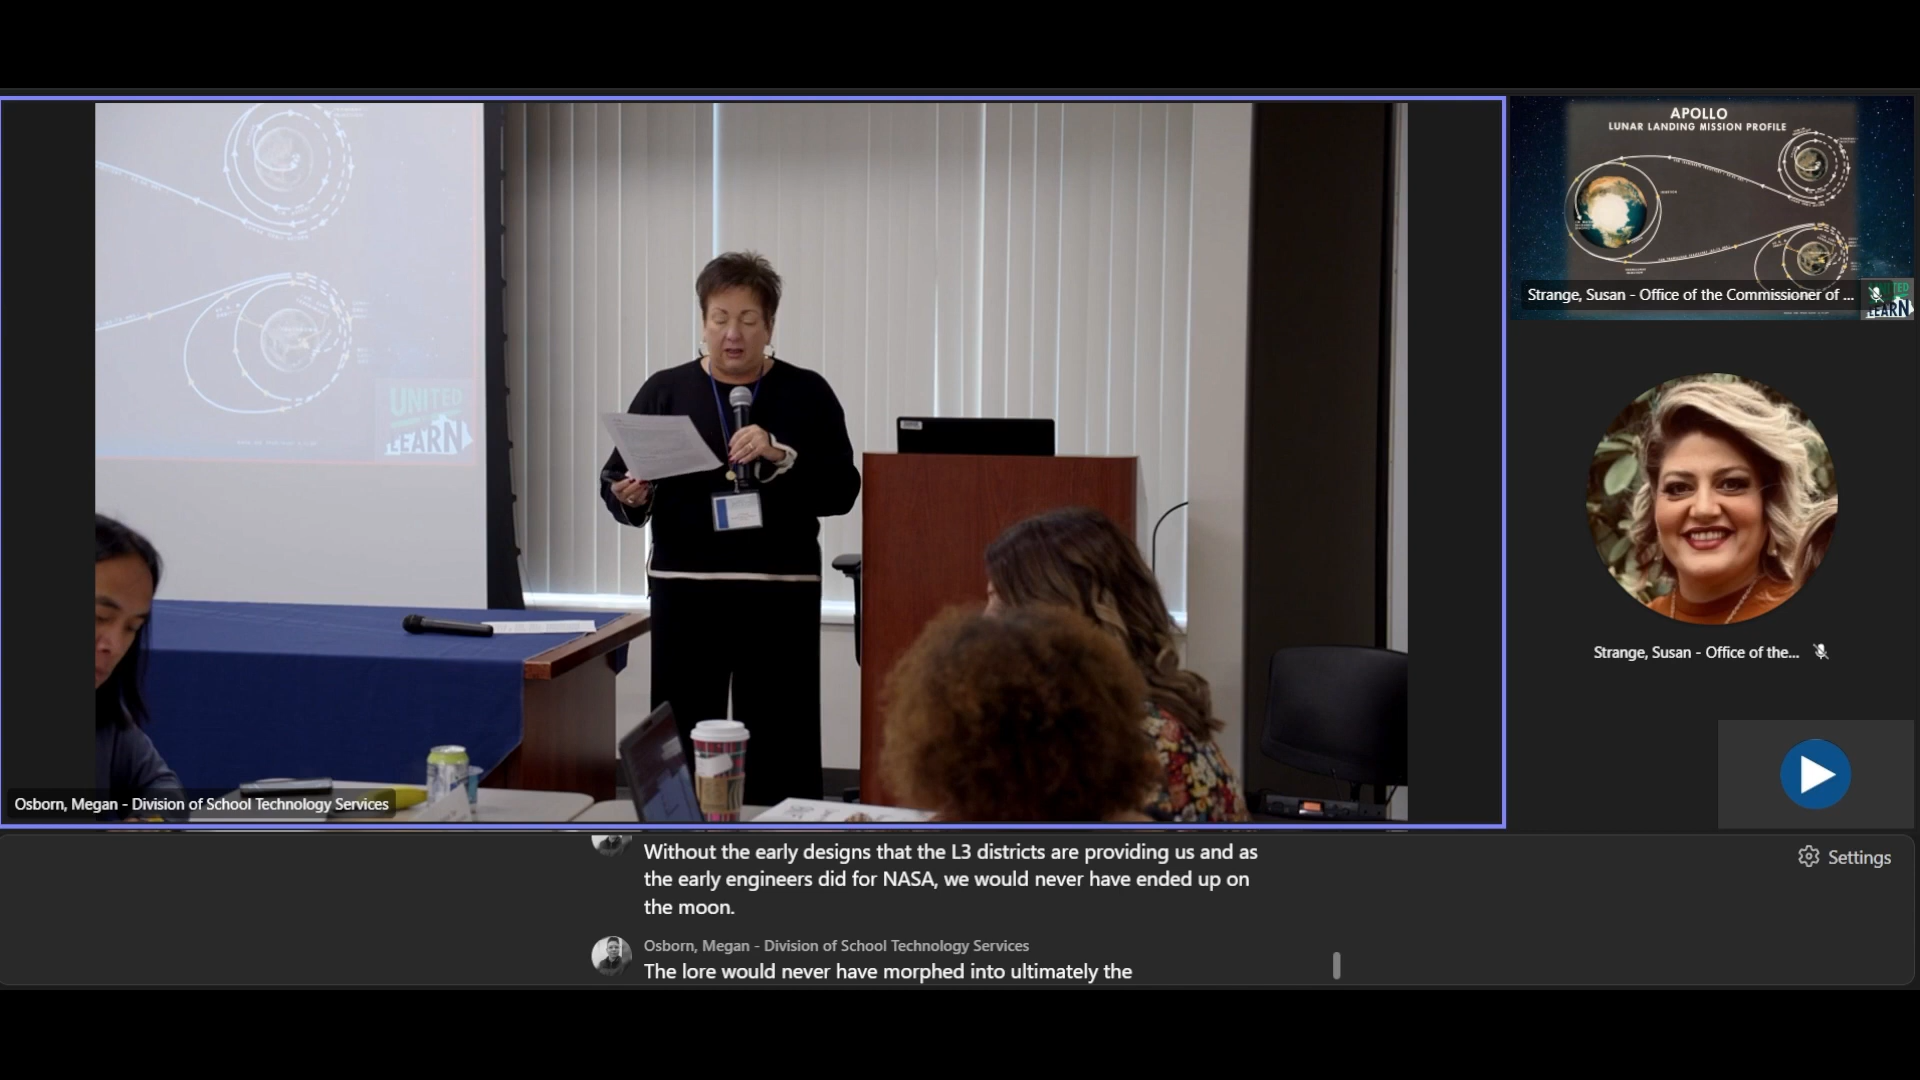 APOLLO
LUNAR LANDING MISSION PROFILE
Strange, Susan - Office of the Commissioner of ...
UNITED
LEARN
UNITED
LEARN
Strange, Susan - Office of the...
Osborn, Megan - Division of School Technology Services
Without the early designs that the L3 districts are providing us and as
the early engineers did for NASA, we would never have ended up on
the moon.
Settings
Osborn, Megan - Division of School Technology Services
The lore would never have morphed into ultimately the